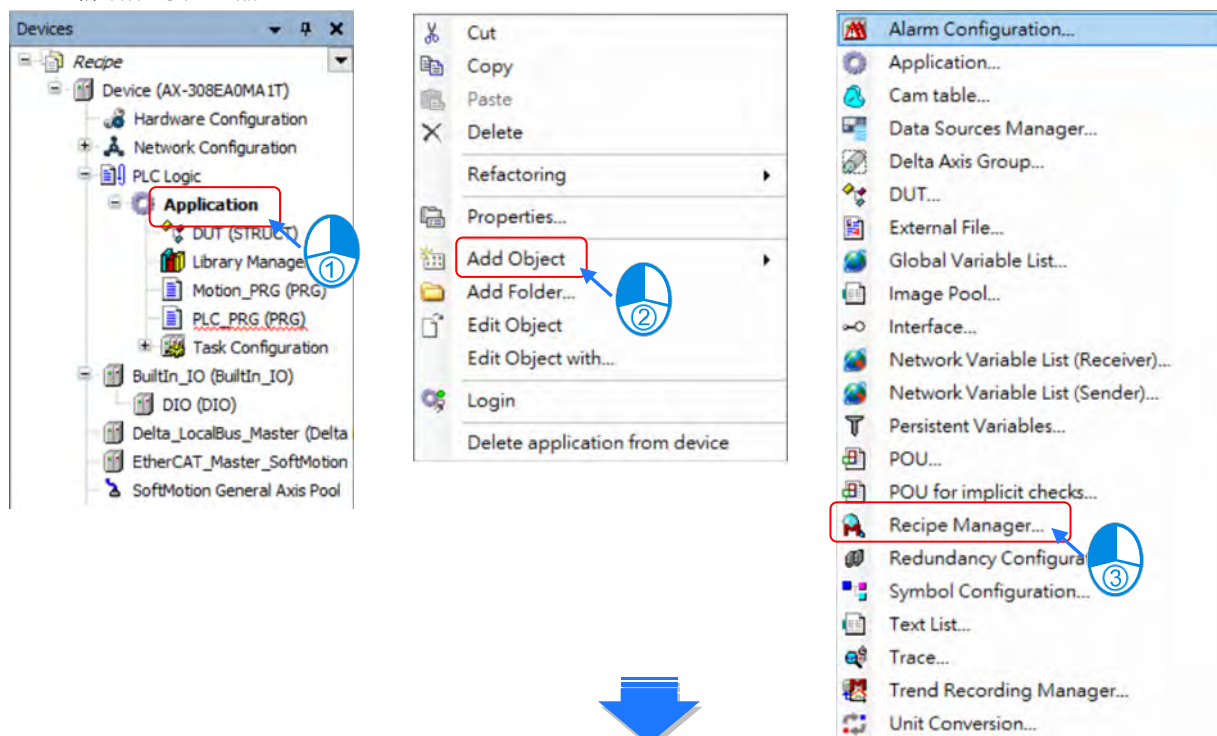 Devices
Recipe
Device (AX-308EA0MA1T)
Hardware Configuration
Network Configuration
PLC Logic
Application
DUT (STRUCT)
Library Manage
Motion_PRG (PRG)
PLC_PRG (PRG)
Task Configuration
BuiltIn_IO (BuiltIn_IO)
DIO (DIO)
Delta_LocalBus_Master (Delta
EtherCAT_Master_SoftMotion
SoftMotion General Axis Pool
①
Cut
Copy
Paste
Delete
Refactoring
Properties...
Add Object
Add Folder...
Edit Object
Edit Object with...
Login
Delete application from device
②
Alarm Configuration...
Application...
Cam table...
Data Sources Manager...
Delta Axis Group...
DUT...
External File...
Global Variable List...
Image Pool...
Interface...
Network Variable List (Receiver)...
Network Variable List (Sender)...
Persistent Variables...
POU...
POU for implicit checks...
Recipe Manager...
Redundancy Configura
Symbol Configuration...
Text List...
Trace...
Trend Recording Manager...
Unit Conversion...
③